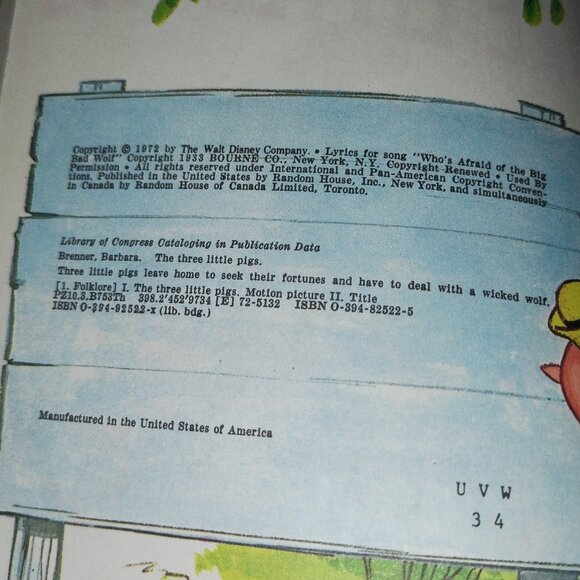 Copyright © 1972 by The Walt Disney Company. • Lyrics for song "Who's Afraid of the Big
Bad Wolf" Copyright 1933 BOURNE CO., New York, N.Y. Copyright Renewed • Used By
Permission • All rights reserved under International and Pan-American Copyright Conven-
tions. Published in the United States by Random House, Inc., New York, and simultaneously
in Canada by Random House of Canada Limited, Toronto.
Library of Congress Cataloging in Publication Data
Brenner, Barbara. The three little pigs.
Three little pigs leave home to seek their fortunes and have to deal with a wicked wolf.
[1. Folklore] I. The three little pigs. Motion picture II. Title
PZ10.3.B753Th 398.2'452'9734 [E] 72-5132 ISBN 0-394-82522-5
ISBN 0-394-92522-x (lib. bdg.)
Manufactured in the United States of America
U V W
3 4